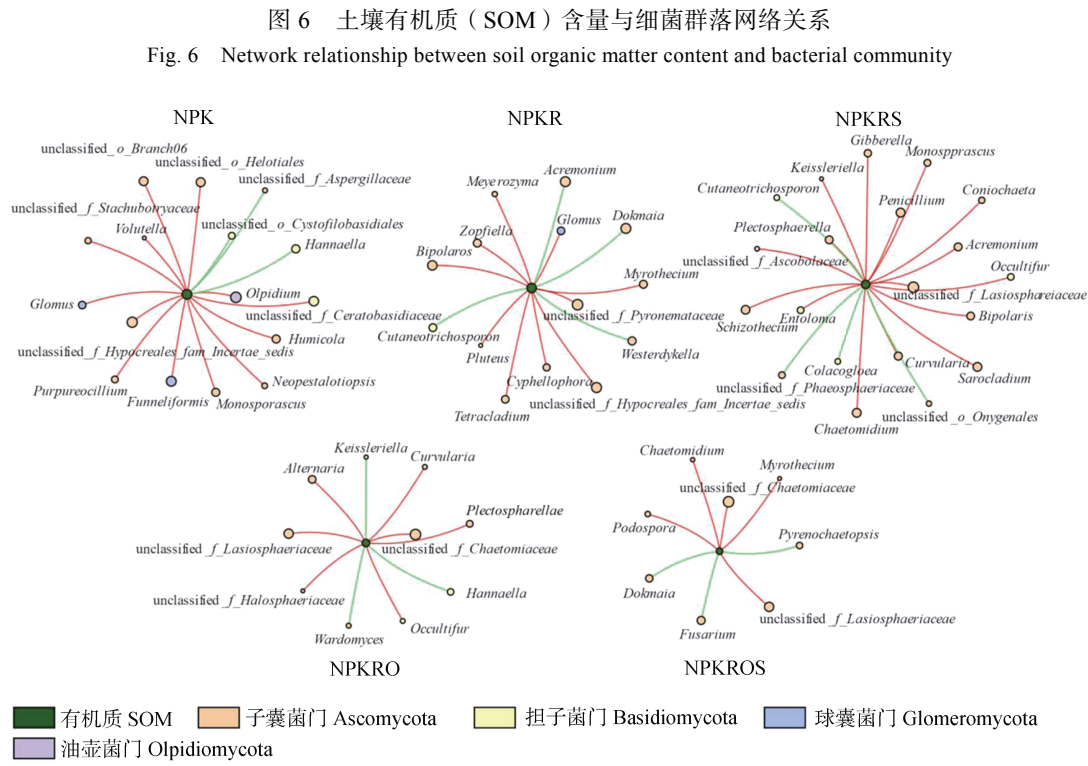 图 6 土壤有机质（SOM）含量与细菌群落网络关系
Fig. 6 Network relationship between soil organic matter content and bacterial community
NPK
unclassified_o_Branch06
unclassified_o_Helotiales
unclassified_f_Aspergillaceae
unclassified_f_Stachubotryaceae
unclassified_o_Cystofilobasidiales
Volutella
Hannaella
Glomus
Olpidium
unclassified_f_Ceratobasidiaceae
Humicola
unclassified_f_Hypocreales_fam_Incertae_sedis
Purpureocillium
Neopestalotiopsis
Funneliformis
Monosporascus
NPKR
Acremonium
Meyerozyma
Glomus
Dokmaia
Zopfiella
Bipolaros
Myrothecium
unclassified_f_Pyronemataceae
Cutaneotrichosporon
Westerdykella
Pluteus
Cyphellophora
unclassified_f_Hypocreales_fam_Incertae_sedis
Tetracladium
NPKRS
Gibberella
Monospprascus
Keissleriella
Cutaneotrichosporon
Coniochaeta
Penicillium
Plectosphaerella
Acremonium
unclassified_f_Ascobolaceae
Occultifur
unclassified_f_Lasiosphareiaceae
Schizothecium
Entoloma
Bipolaris
Colacogloea
Curvularia
Sarocladium
unclassified_f_Phaeosphaeriaceae
unclassified_o_Onygenales
Chaetomidium
Keissleriella
Curvularia
Alternaria
Plectospharellae
unclassified_f_Lasiosphaeriaceae
unclassified_f_Chaetomiaceae
unclassified_f_Halosphaeriaceae
Hannaella
Wardomyces
Occultifur
NPKRO
Chaetomidium
Myrothecium
unclassified_f_Chaetomiaceae
Podospora
Pyrenochaetopsis
Dokmaia
unclassified_f_Lasiosphaeriaceae
Fusarium
NPKROS
有机质 SOM
子囊菌门 Ascomycota
担子菌门 Basidiomycota
球囊菌门 Glomeromycota
油壶菌门 Olpidiomycota